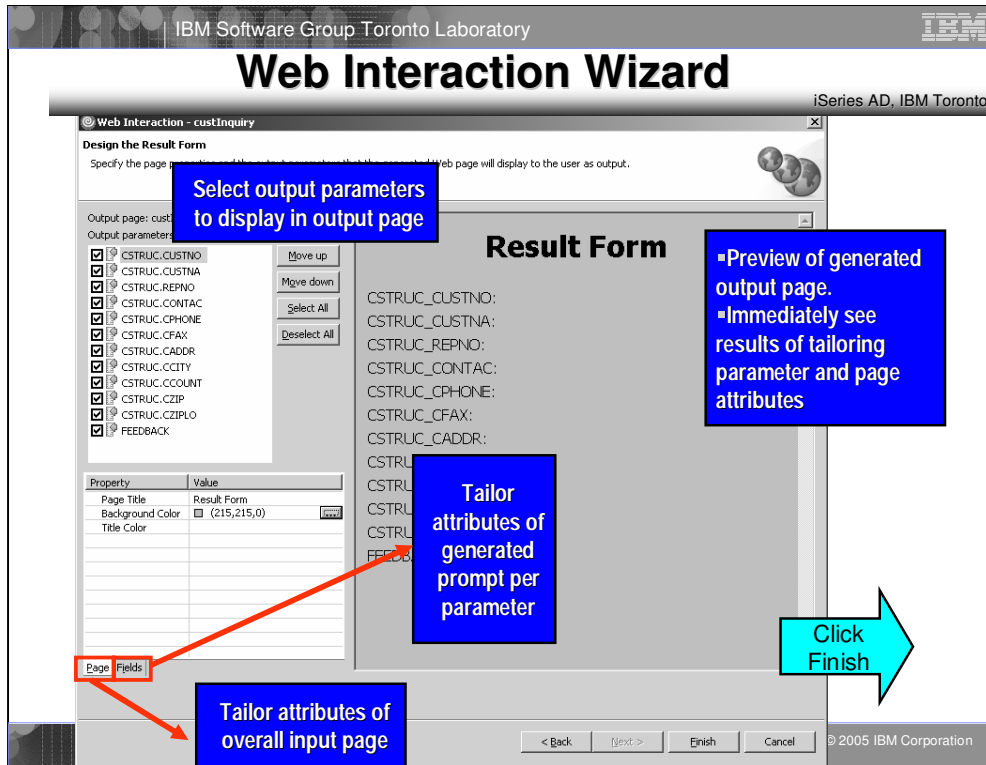 IBM Software Group Toronto Laboratory
IBM
Web Interaction Wizard
iSeries AD, IBM Toronto
Web Interaction - custInquiry
Design the Result Form
Specify the page that the generated Web page will display to the user as output.
Select output parameters
to display in output page
Output page:
Output parameters
CSTRUC.CUSTNO
CSTRUC.CUSTNA
CSTRUC.REPNO
CSTRUC.CONTAC
CSTRUC.CPHONE
CSTRUC.CFAX
CSTRUC.CADDR
CSTRUC.CCITY
CSTRUC.CCOUNT
CSTRUC.CZIP
CSTRUC.CZIPLO
FEEDBACK
Move up
Move down
Select All
Deselect All
Result Form
CSTRUC_CUSTNO:
CSTRUC_CUSTNA:
CSTRUC_REPNO:
CSTRUC_CONTAC:
CSTRUC_CPHONE:
CSTRUC_CFAX:
CSTRUC_CADDR:
▪Preview of generated
output page.
▪Immediately see
results of tailoring
parameter and page
attributes
Property Value
Page Title Result Form
Background Color (215,215,0) ...
Title Color
Tailor
attributes of
generated
prompt per
parameter
Page Fields
Click
Finish
Tailor attributes of
overall input page
< Back Next > Finish Cancel
© 2005 IBM Corporation